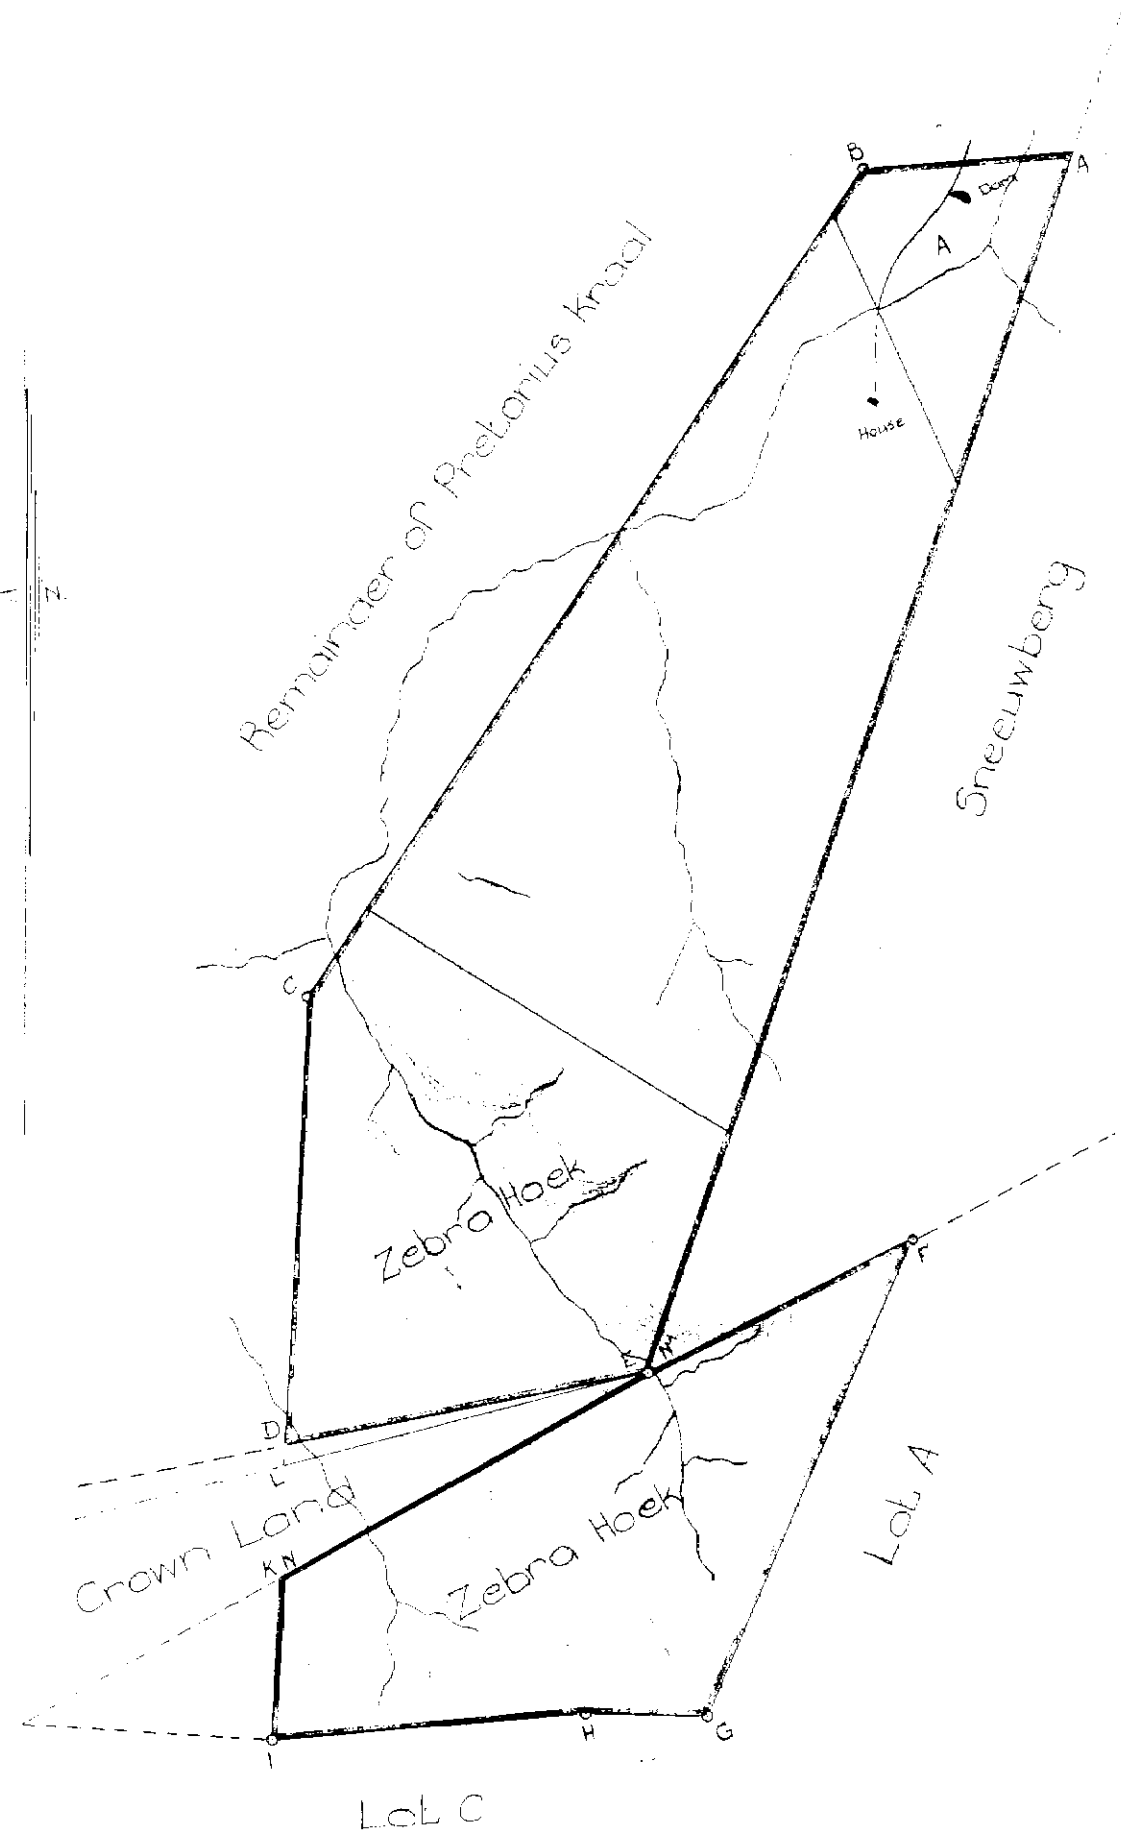 B
A
Dam
A
Remainder of Pretorius Kraal
House
N
Sneeuwberg
C
Zebra Hoek
F
E M
D
L
Crown Land
K N
Zebra Hoek
Lot A
I
H
G
Lot C